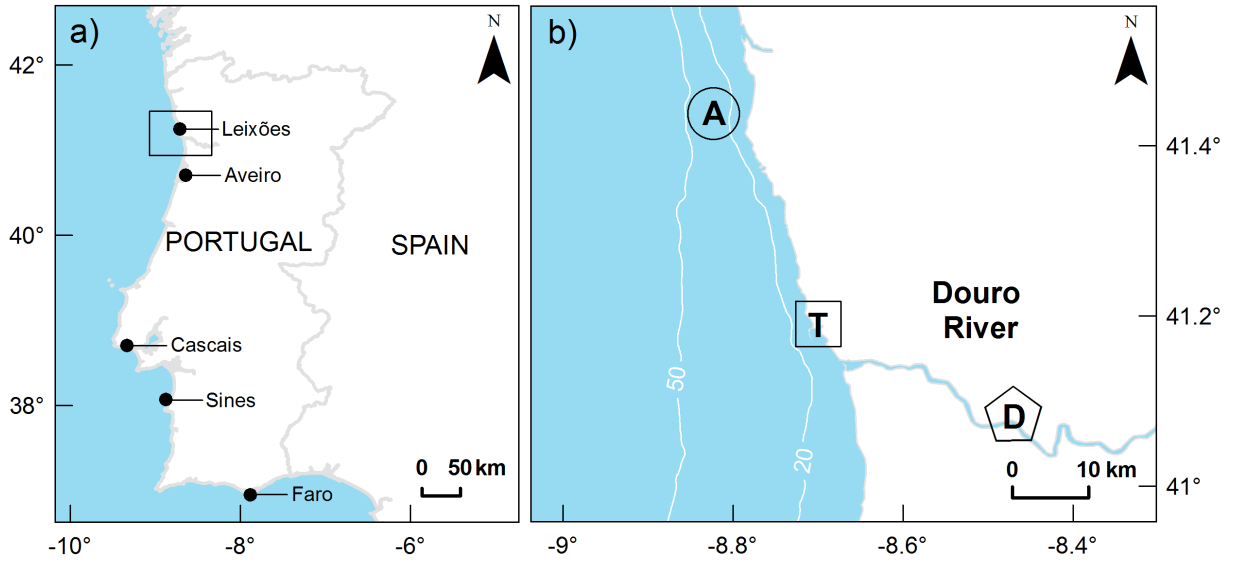 a)
N
42°
40°
38°
-10°
-8°
-6°
Leixões
Aveiro
PORTUGAL
SPAIN
Cascais
Sines
Faro
0 50 km
b)
N
A
41.4°
41.2°
41°
T
Douro
River
D
50
20
0 10 km
-9°
-8.8°
-8.6°
-8.4°